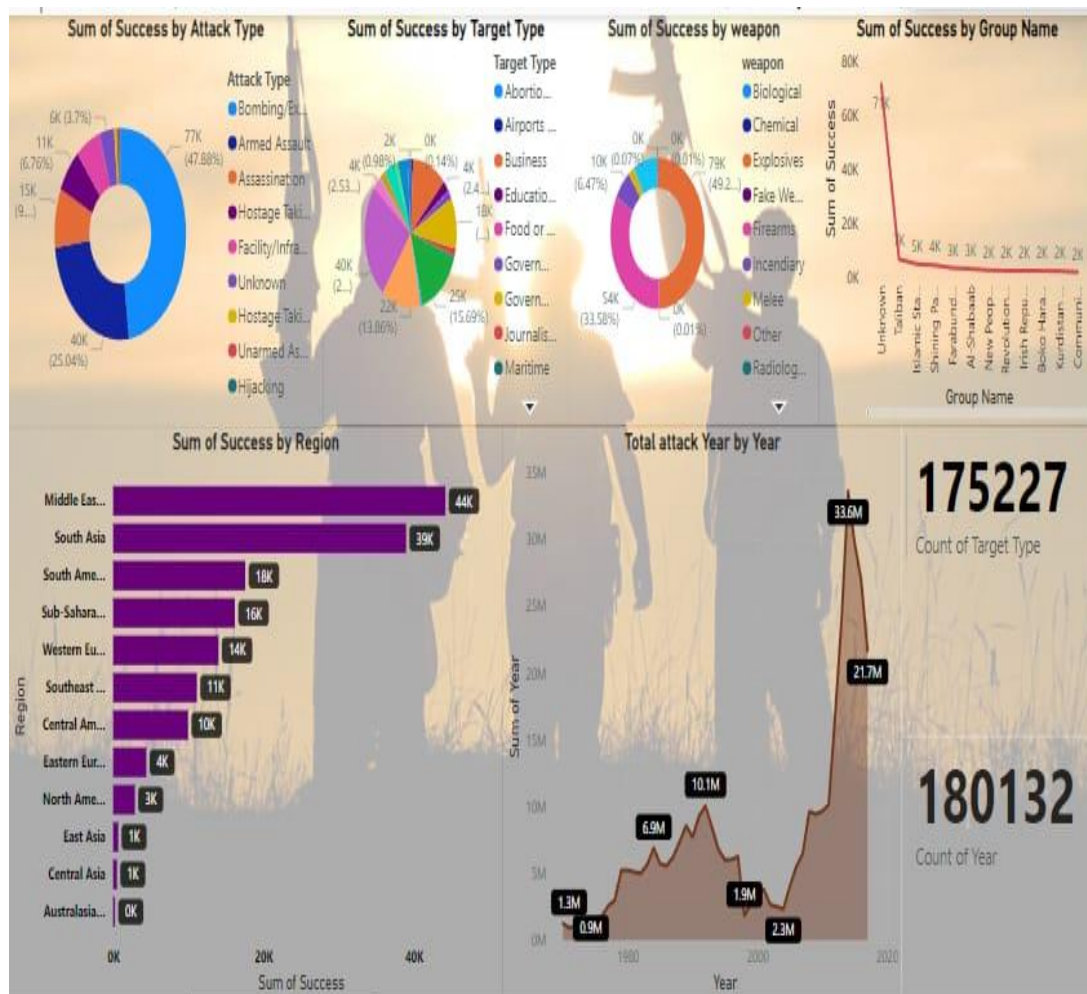 Sum of Success by Attack Type
6K (3.7%)
11K
(6.76%)
15K
(9...)
77K
(47.88%)
40K
(25.04%)
Attack Type
Bombing/Ex...
Armed Assault
Assassination
Hostage Taki...
Facility/Infra...
Unknown
Hostage Taki...
Unarmed As...
Hijacking
Sum of Success by Target Type
2K
(0.98%)
0K
(0.14%)
4K
(2.53...)
4K
(2.4...)
18K
(...)
40K
(2...)
22K
(13.86%)
25K
(15.69%)
Target Type
Abortio...
Airports ...
Business
Educatio...
Food or ...
Govern...
Govern...
Journalis...
Maritime
Sum of Success by weapon
0K
(0.07%)
0K
(0.01%)
10K
(6.47%)
79K
(49.2...)
54K
(33.58%)
0K
(0.01%)
weapon
Biological
Chemical
Explosives
Fake We...
Firearms
Incendiary
Melee
Other
Radiolog...
Sum of Success by Group Name
Sum of Success
80K
60K
40K
20K
0K
5K
4K
3K
3K
2K
2K
2K
2K
2K
2K
Unknown
Taliban
Islamic Sta...
Shining Pa...
Farabund...
Al-Shabaab
New Peop...
Revolution...
Irish Repu...
Boko Hara...
Kurdistan ...
Communi...
Group Name
Sum of Success by Region
Region
Middle Eas...
44K
South Asia
39K
South Ame...
18K
Sub-Sahara...
16K
Western Eu...
14K
Southeast ...
11K
Central Am...
10K
Eastern Eur...
4K
North Ame...
3K
East Asia
1K
Central Asia
1K
Australasia...
0K
0K
20K
40K
Sum of Success
Total attack Year by Year
Sum of Year
35M
30M
25M
20M
15M
10M
5M
0M
1.3M
0.9M
6.9M
10.1M
1.9M
2.3M
33.6M
21.7M
1980
2000
2020
Year
175227
Count of Target Type
180132
Count of Year